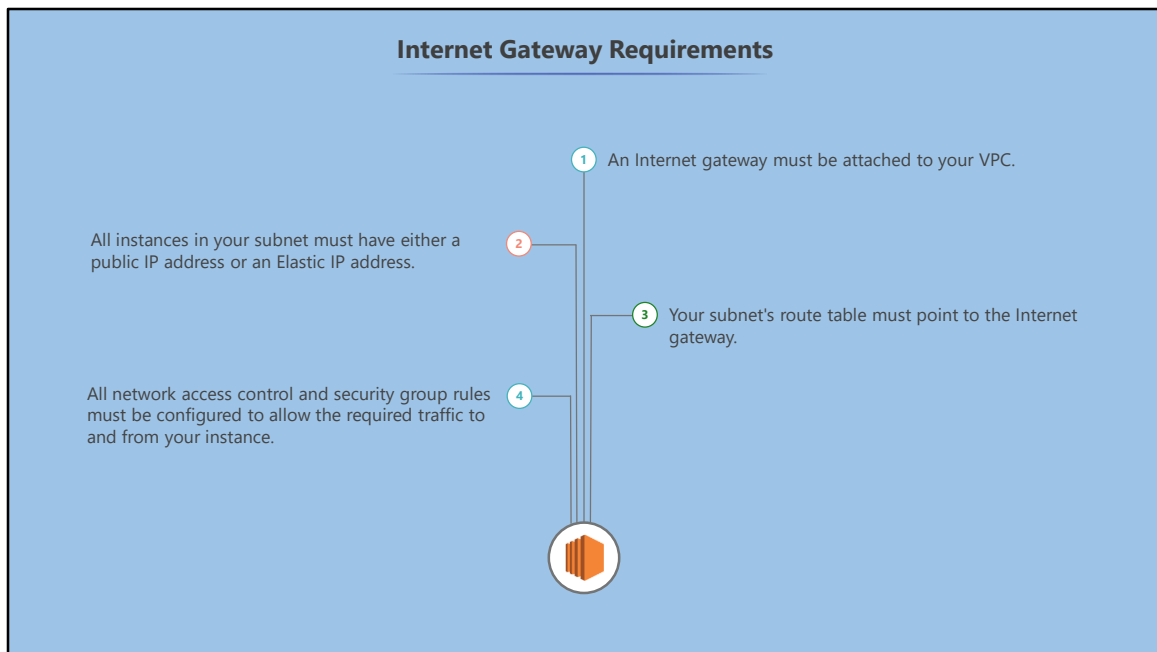 Internet Gateway Requirements
1 An Internet gateway must be attached to your VPC.
2 All instances in your subnet must have either a
public IP address or an Elastic IP address.
3 Your subnet's route table must point to the Internet
gateway.
4 All network access control and security group rules
must be configured to allow the required traffic to
and from your instance.